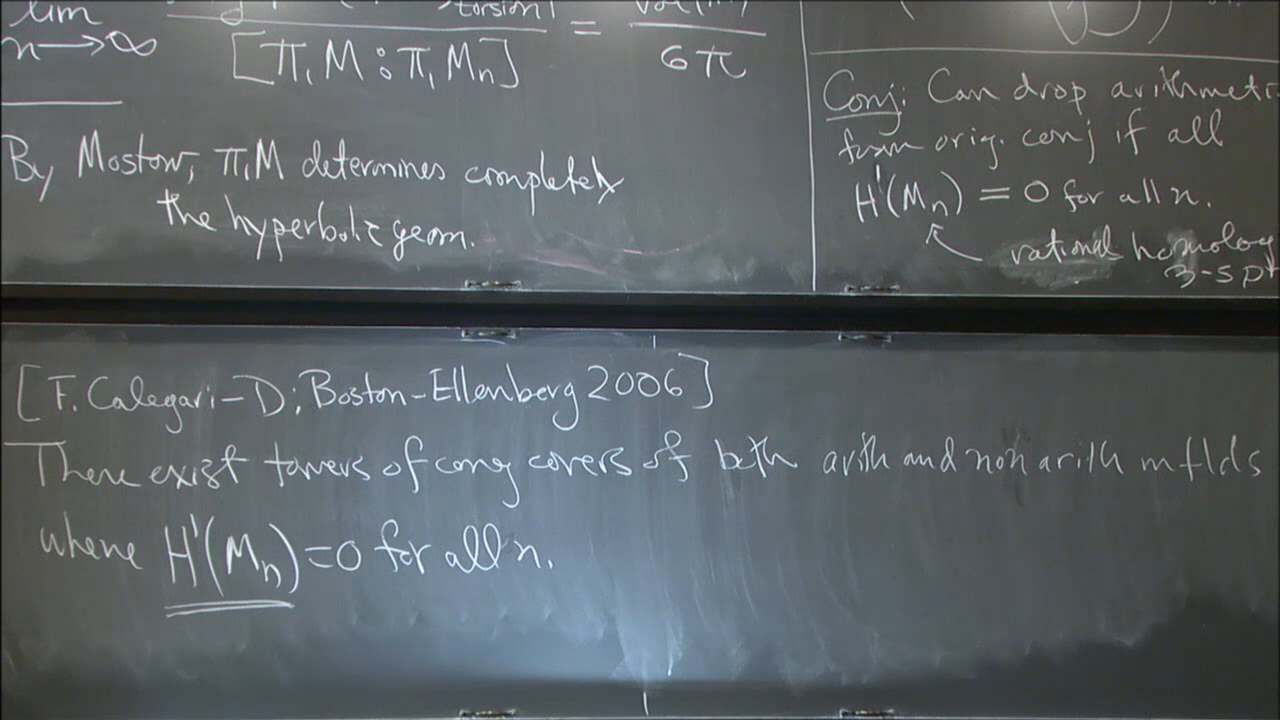 lim
n→∞
torsion|
[π₁M : π₁Mₙ]
=
6π
By Mostow, π₁M determines completely
the hyperbolic geom.
Conj: Can drop arithmeti
from orig. conj if all
H¹(Mₙ) = 0 for all n.
rational homology
3-sph
[F. Calegari-D; Boston-Ellenberg 2006]
There exist towers of cong covers of both arith and non arith mflds
where H¹(Mₙ)=0 for all n.